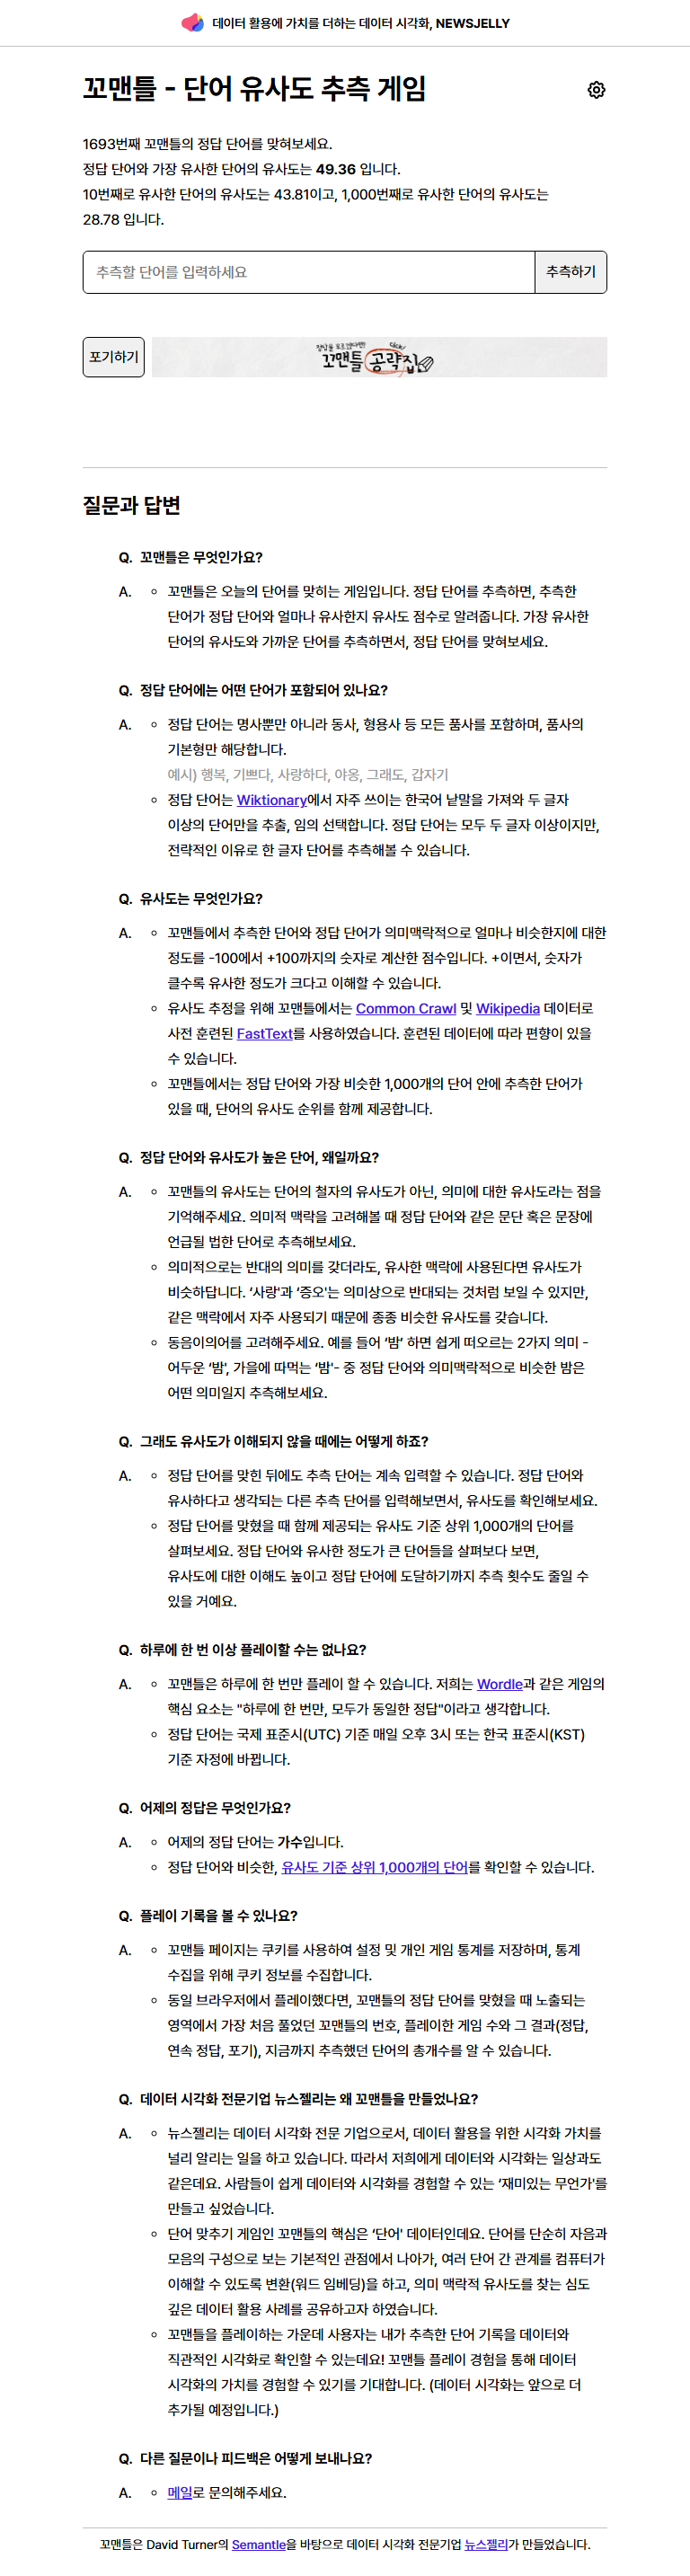 데이터 활용에 가치를 더하는 데이터 시각화, NEWSJELLY
꼬맨틀 - 단어 유사도 추측 게임
1693번째 꼬맨틀의 정답 단어를 맞혀보세요.
정답 단어와 가장 유사한 단어의 유사도는 49.36 입니다.
10번째로 유사한 단어의 유사도는 43.81이고, 1,000번째로 유사한 단어의 유사도는
28.78 입니다.
추측할 단어를 입력하세요
추측하기
포기하기
정답을 모르겠다면? click!
꼬맨틀 공략집
질문과 답변
Q. 꼬맨틀은 무엇인가요?
A. ◦ 꼬맨틀은 오늘의 단어를 맞히는 게임입니다. 정답 단어를 추측하면, 추측한
단어가 정답 단어와 얼마나 유사한지 유사도 점수로 알려줍니다. 가장 유사한
단어의 유사도와 가까운 단어를 추측하면서, 정답 단어를 맞혀보세요.
Q. 정답 단어에는 어떤 단어가 포함되어 있나요?
A. ◦ 정답 단어는 명사뿐만 아니라 동사, 형용사 등 모든 품사를 포함하며, 품사의
기본형만 해당합니다.
예시) 행복, 기쁘다, 사랑하다, 야옹, 그래도, 갑자기
◦ 정답 단어는 Wiktionary에서 자주 쓰이는 한국어 낱말을 가져와 두 글자
이상의 단어만을 추출, 임의 선택합니다. 정답 단어는 모두 두 글자 이상이지만,
전략적인 이유로 한 글자 단어를 추측해볼 수 있습니다.
Q. 유사도는 무엇인가요?
A. ◦ 꼬맨틀에서 추측한 단어와 정답 단어가 의미맥락적으로 얼마나 비슷한지에 대한
정도를 -100에서 +100까지의 숫자로 계산한 점수입니다. +이면서, 숫자가
클수록 유사한 정도가 크다고 이해할 수 있습니다.
◦ 유사도 추정을 위해 꼬맨틀에서는 Common Crawl 및 Wikipedia 데이터로
사전 훈련된 FastText를 사용하였습니다. 훈련된 데이터에 따라 편향이 있을
수 있습니다.
◦ 꼬맨틀에서는 정답 단어와 가장 비슷한 1,000개의 단어 안에 추측한 단어가
있을 때, 단어의 유사도 순위를 함께 제공합니다.
Q. 정답 단어와 유사도가 높은 단어, 왜일까요?
A. ◦ 꼬맨틀의 유사도는 단어의 철자의 유사도가 아닌, 의미에 대한 유사도라는 점을
기억해주세요. 의미적 맥락을 고려해볼 때 정답 단어와 같은 문단 혹은 문장에
언급될 법한 단어로 추측해보세요.
◦ 의미적으로는 반대의 의미를 갖더라도, 유사한 맥락에 사용된다면 유사도가
비슷하답니다. ‘사랑'과 ‘증오'는 의미상으로 반대되는 것처럼 보일 수 있지만,
같은 맥락에서 자주 사용되기 때문에 종종 비슷한 유사도를 갖습니다.
◦ 동음이의어를 고려해주세요. 예를 들어 ‘밤‘ 하면 쉽게 떠오르는 2가지 의미 -
어두운 ‘밤', 가을에 따먹는 ‘밤'- 중 정답 단어와 의미맥락적으로 비슷한 밤은
어떤 의미일지 추측해보세요.
Q. 그래도 유사도가 이해되지 않을 때에는 어떻게 하죠?
A. ◦ 정답 단어를 맞힌 뒤에도 추측 단어는 계속 입력할 수 있습니다. 정답 단어와
유사하다고 생각되는 다른 추측 단어를 입력해보면서, 유사도를 확인해보세요.
◦ 정답 단어를 맞혔을 때 함께 제공되는 유사도 기준 상위 1,000개의 단어를
살펴보세요. 정답 단어와 유사한 정도가 큰 단어들을 살펴보다 보면,
유사도에 대한 이해도 높이고 정답 단어에 도달하기까지 추측 횟수도 줄일 수
있을 거예요.
Q. 하루에 한 번 이상 플레이할 수는 없나요?
A. ◦ 꼬맨틀은 하루에 한 번만 플레이 할 수 있습니다. 저희는 Wordle과 같은 게임의
핵심 요소는 "하루에 한 번만, 모두가 동일한 정답"이라고 생각합니다.
◦ 정답 단어는 국제 표준시(UTC) 기준 매일 오후 3시 또는 한국 표준시(KST)
기준 자정에 바뀝니다.
Q. 어제의 정답은 무엇인가요?
A. ◦ 어제의 정답 단어는 가수입니다.
◦ 정답 단어와 비슷한, 유사도 기준 상위 1,000개의 단어를 확인할 수 있습니다.
Q. 플레이 기록을 볼 수 있나요?
A. ◦ 꼬맨틀 페이지는 쿠키를 사용하여 설정 및 개인 게임 통계를 저장하며, 통계
수집을 위해 쿠키 정보를 수집합니다.
◦ 동일 브라우저에서 플레이했다면, 꼬맨틀의 정답 단어를 맞혔을 때 노출되는
영역에서 가장 처음 풀었던 꼬맨틀의 번호, 플레이한 게임 수와 그 결과(정답,
연속 정답, 포기), 지금까지 추측했던 단어의 총개수를 알 수 있습니다.
Q. 데이터 시각화 전문기업 뉴스젤리는 왜 꼬맨틀을 만들었나요?
A. ◦ 뉴스젤리는 데이터 시각화 전문 기업으로서, 데이터 활용을 위한 시각화 가치를
널리 알리는 일을 하고 있습니다. 따라서 저희에게 데이터와 시각화는 일상과도
같은데요. 사람들이 쉽게 데이터와 시각화를 경험할 수 있는 ‘재미있는 무언가'를
만들고 싶었습니다.
◦ 단어 맞추기 게임인 꼬맨틀의 핵심은 ‘단어' 데이터인데요. 단어를 단순히 자음과
모음의 구성으로 보는 기본적인 관점에서 나아가, 여러 단어 간 관계를 컴퓨터가
이해할 수 있도록 변환(워드 임베딩)을 하고, 의미 맥락적 유사도를 찾는 심도
깊은 데이터 활용 사례를 공유하고자 하였습니다.
◦ 꼬맨틀을 플레이하는 가운데 사용자는 내가 추측한 단어 기록을 데이터와
직관적인 시각화로 확인할 수 있는데요! 꼬맨틀 플레이 경험을 통해 데이터
시각화의 가치를 경험할 수 있기를 기대합니다. (데이터 시각화는 앞으로 더
추가될 예정입니다.)
Q. 다른 질문이나 피드백은 어떻게 보내나요?
A. ◦ 메일로 문의해주세요.
꼬맨틀은 David Turner의 Semantle을 바탕으로 데이터 시각화 전문기업 뉴스젤리가 만들었습니다.